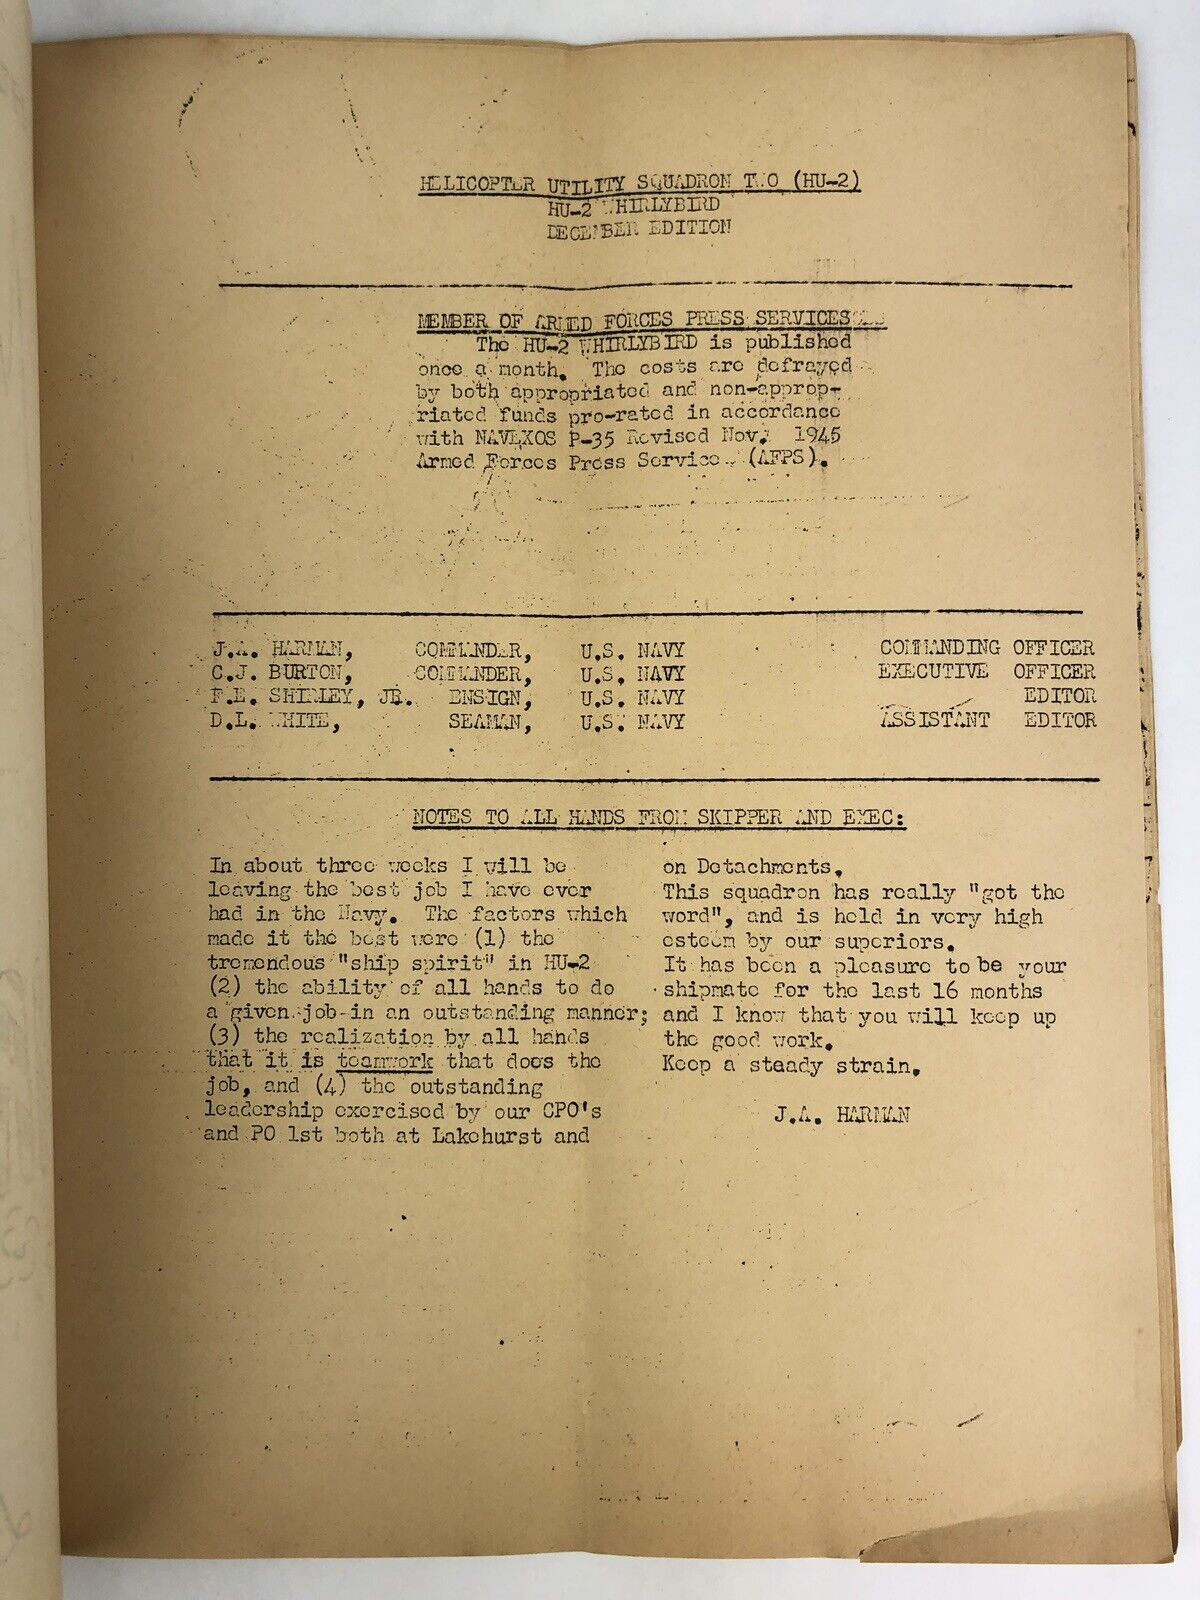 HELICOPTER UTILITY SQUADRON TWO (HU-2)
HU-2 WHIRLYBIRD
DECEMBER EDITION
MEMBER OF ARMED FORCES PRESS SERVICES
The HU-2 WHIRLYBIRD is published
once a month. The costs are defrayed
by both appropriated and non-approp-
riated funds pro-rated in accordance
with NAVEXOS P-35 Revised Nov. 1945
Armed Forces Press Service. (AFPS).
J.A. HARMAN, COMMANDER, U.S. NAVY COMMANDING OFFICER
C.J. BURTON, COMMANDER, U.S. NAVY EXECUTIVE OFFICER
F.E. SHIRLEY, JR. ENSIGN, U.S. NAVY EDITOR
D.L. WHITE, SEAMAN, U.S. NAVY ASSISTANT EDITOR
NOTES TO ALL HANDS FROM SKIPPER AND EXEC:
In about three weeks I will be
leaving the best job I have ever
had in the Navy. The factors which
made it the best were (1) the
tremendous "ship spirit" in HU-2
(2) the ability of all hands to do
a given job in an outstanding manner;
(3) the realization by all hands
that it is teamwork that does the
job, and (4) the outstanding
leadership exercised by our CPO's
and PO 1st both at Lakehurst and
on Detachments.
This squadron has really "got the
word", and is held in very high
esteem by our superiors.
It has been a pleasure to be your
shipmate for the last 16 months
and I know that you will keep up
the good work.
Keep a steady strain.
J.A. HARMAN